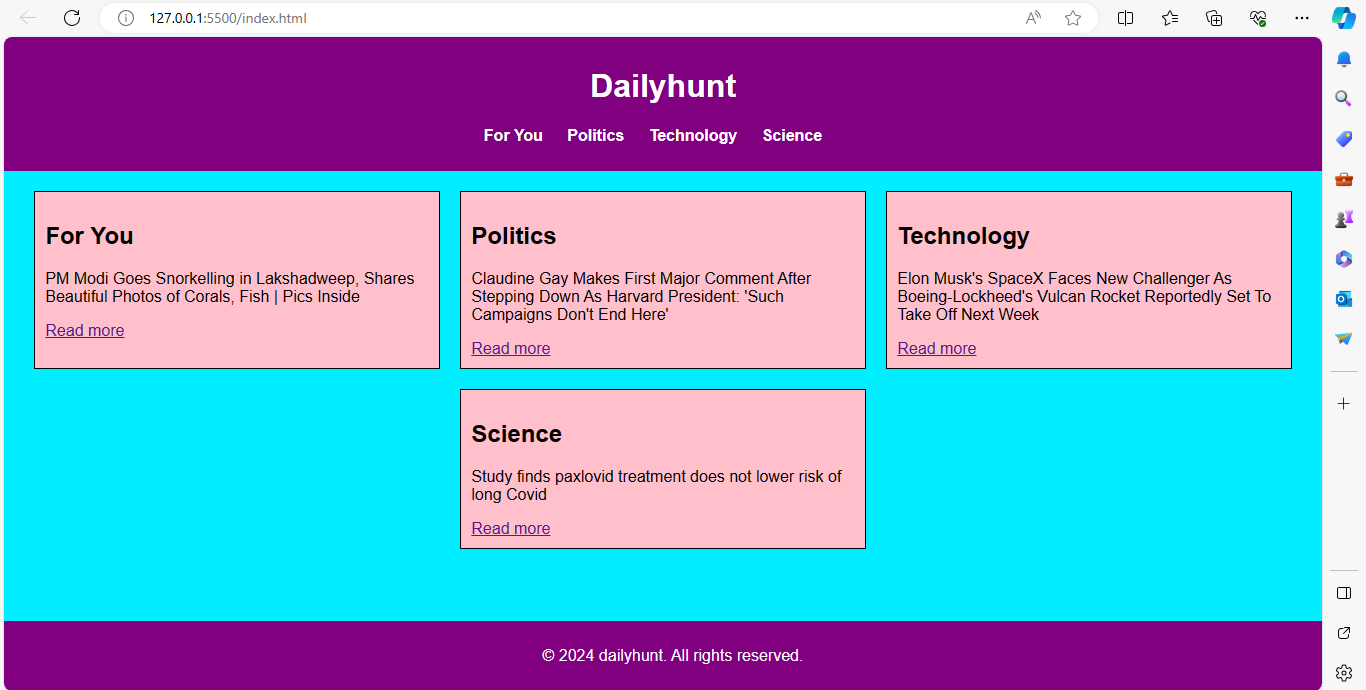 127.0.0.1:5500/index.html
Dailyhunt
For You Politics Technology Science
For You
PM Modi Goes Snorkelling in Lakshadweep, Shares
Beautiful Photos of Corals, Fish | Pics Inside
Read more
Politics
Claudine Gay Makes First Major Comment After
Stepping Down As Harvard President: 'Such
Campaigns Don't End Here'
Read more
Technology
Elon Musk's SpaceX Faces New Challenger As
Boeing-Lockheed's Vulcan Rocket Reportedly Set To
Take Off Next Week
Read more
Science
Study finds paxlovid treatment does not lower risk of
long Covid
Read more
© 2024 dailyhunt. All rights reserved.